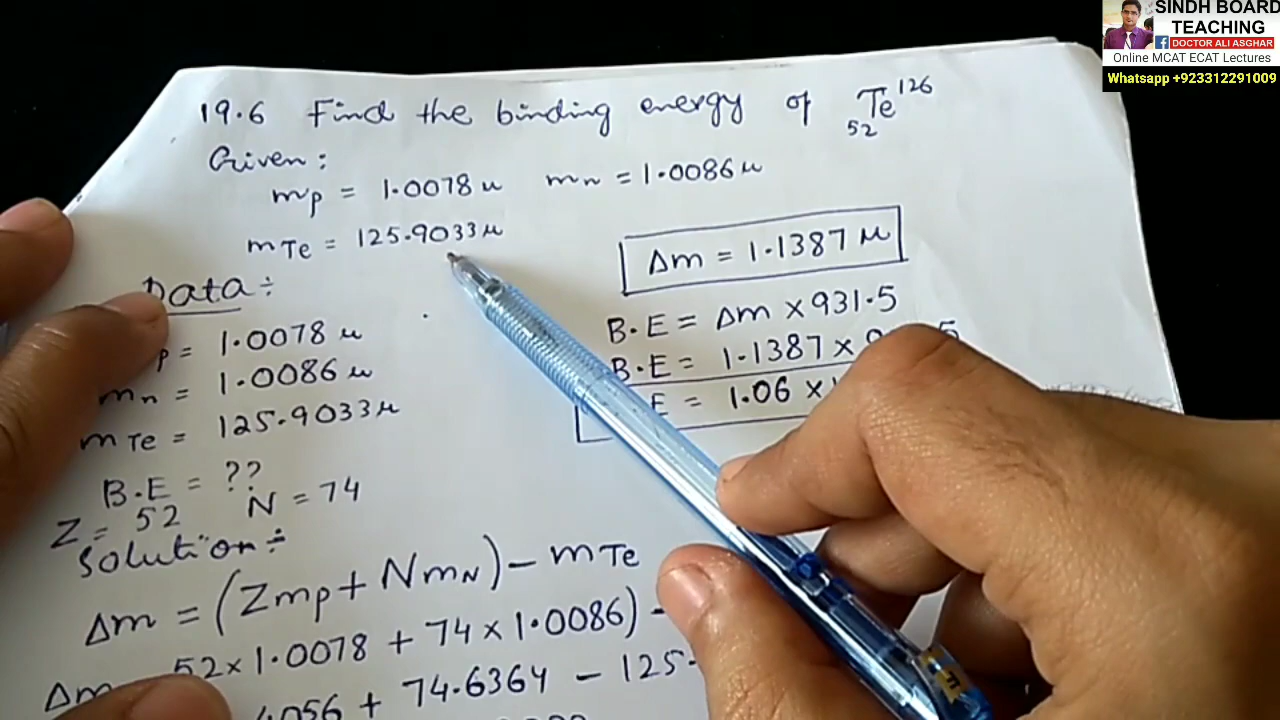 SINDH BOARD
TEACHING
DOCTOR ALI ASGHAR
Online MCAT ECAT Lectures
Whatsapp +923312291009
19.6 Find the binding energy of ₅₂Te¹²⁶
Given:
mp = 1.0078 u mn = 1.0086 u
mTe = 125.9033 u
Data÷
p = 1.0078 u
mn = 1.0086 u
mTe = 125.9033 u
B.E = ??
Z = 52 N = 74
Solution÷
Δm = (Zmp + NmN) - mTe
Δm 52 x 1.0078 + 74 x 1.0086) -
.4056 + 74.6364 - 125.
Δm = 1.1387 u
B.E = Δm x 931.5
B.E = 1.1387 x 9 5
E = 1.06 x